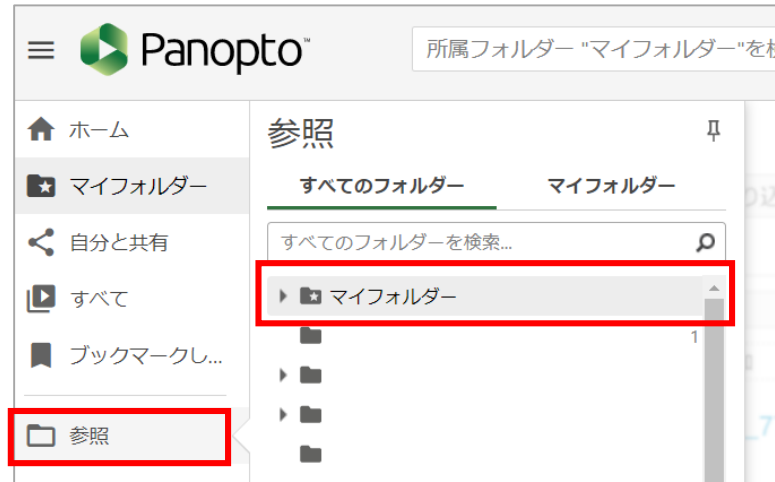 Panopto™
所属フォルダー "マイフォルダー"を
ホーム
マイフォルダー
自分と共有
すべて
ブックマークし...
参照
参照
すべてのフォルダー
マイフォルダー
すべてのフォルダーを検索...
マイフォルダー
1